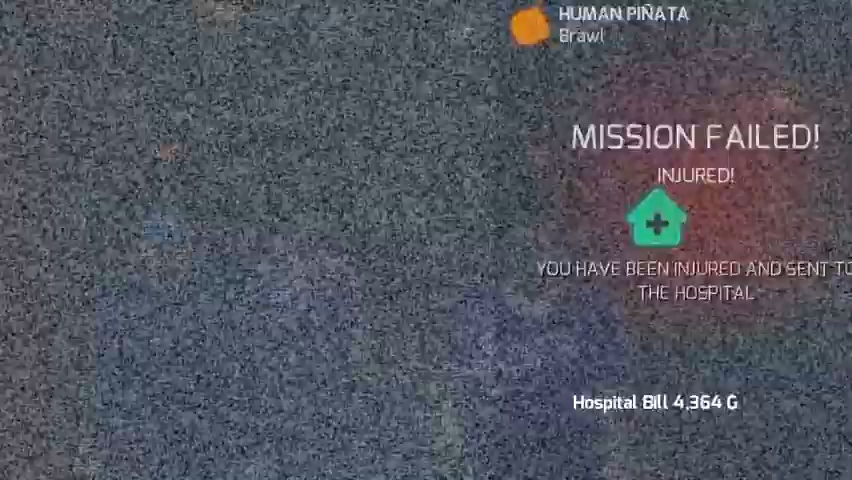 HUMAN PIÑATA
Brawl
MISSION FAILED!
INJURED!
YOU HAVE BEEN INJURED AND SENT TO
THE HOSPITAL
Hospital Bill 4,364 G